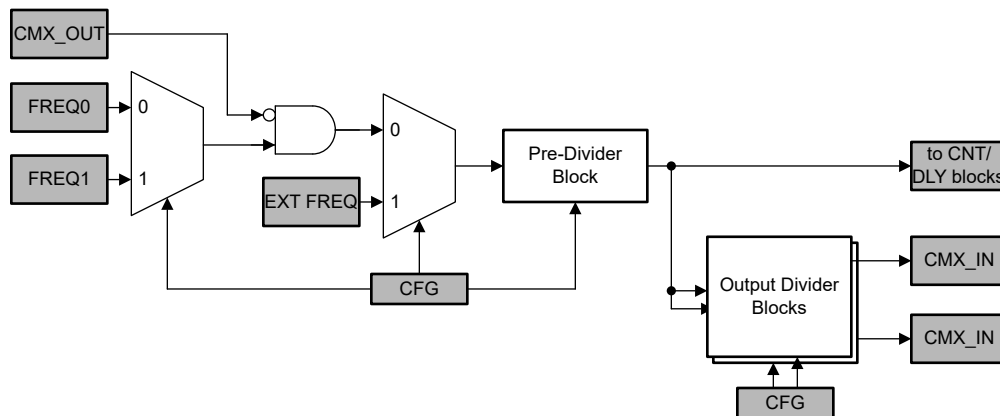 CMX_OUT
FREQ0
0
FREQ1
1
0
EXT FREQ
1
Pre-Divider
Block
to CNT/
DLY blocks
CFG
Output Divider
Blocks
CMX_IN
CMX_IN
CFG